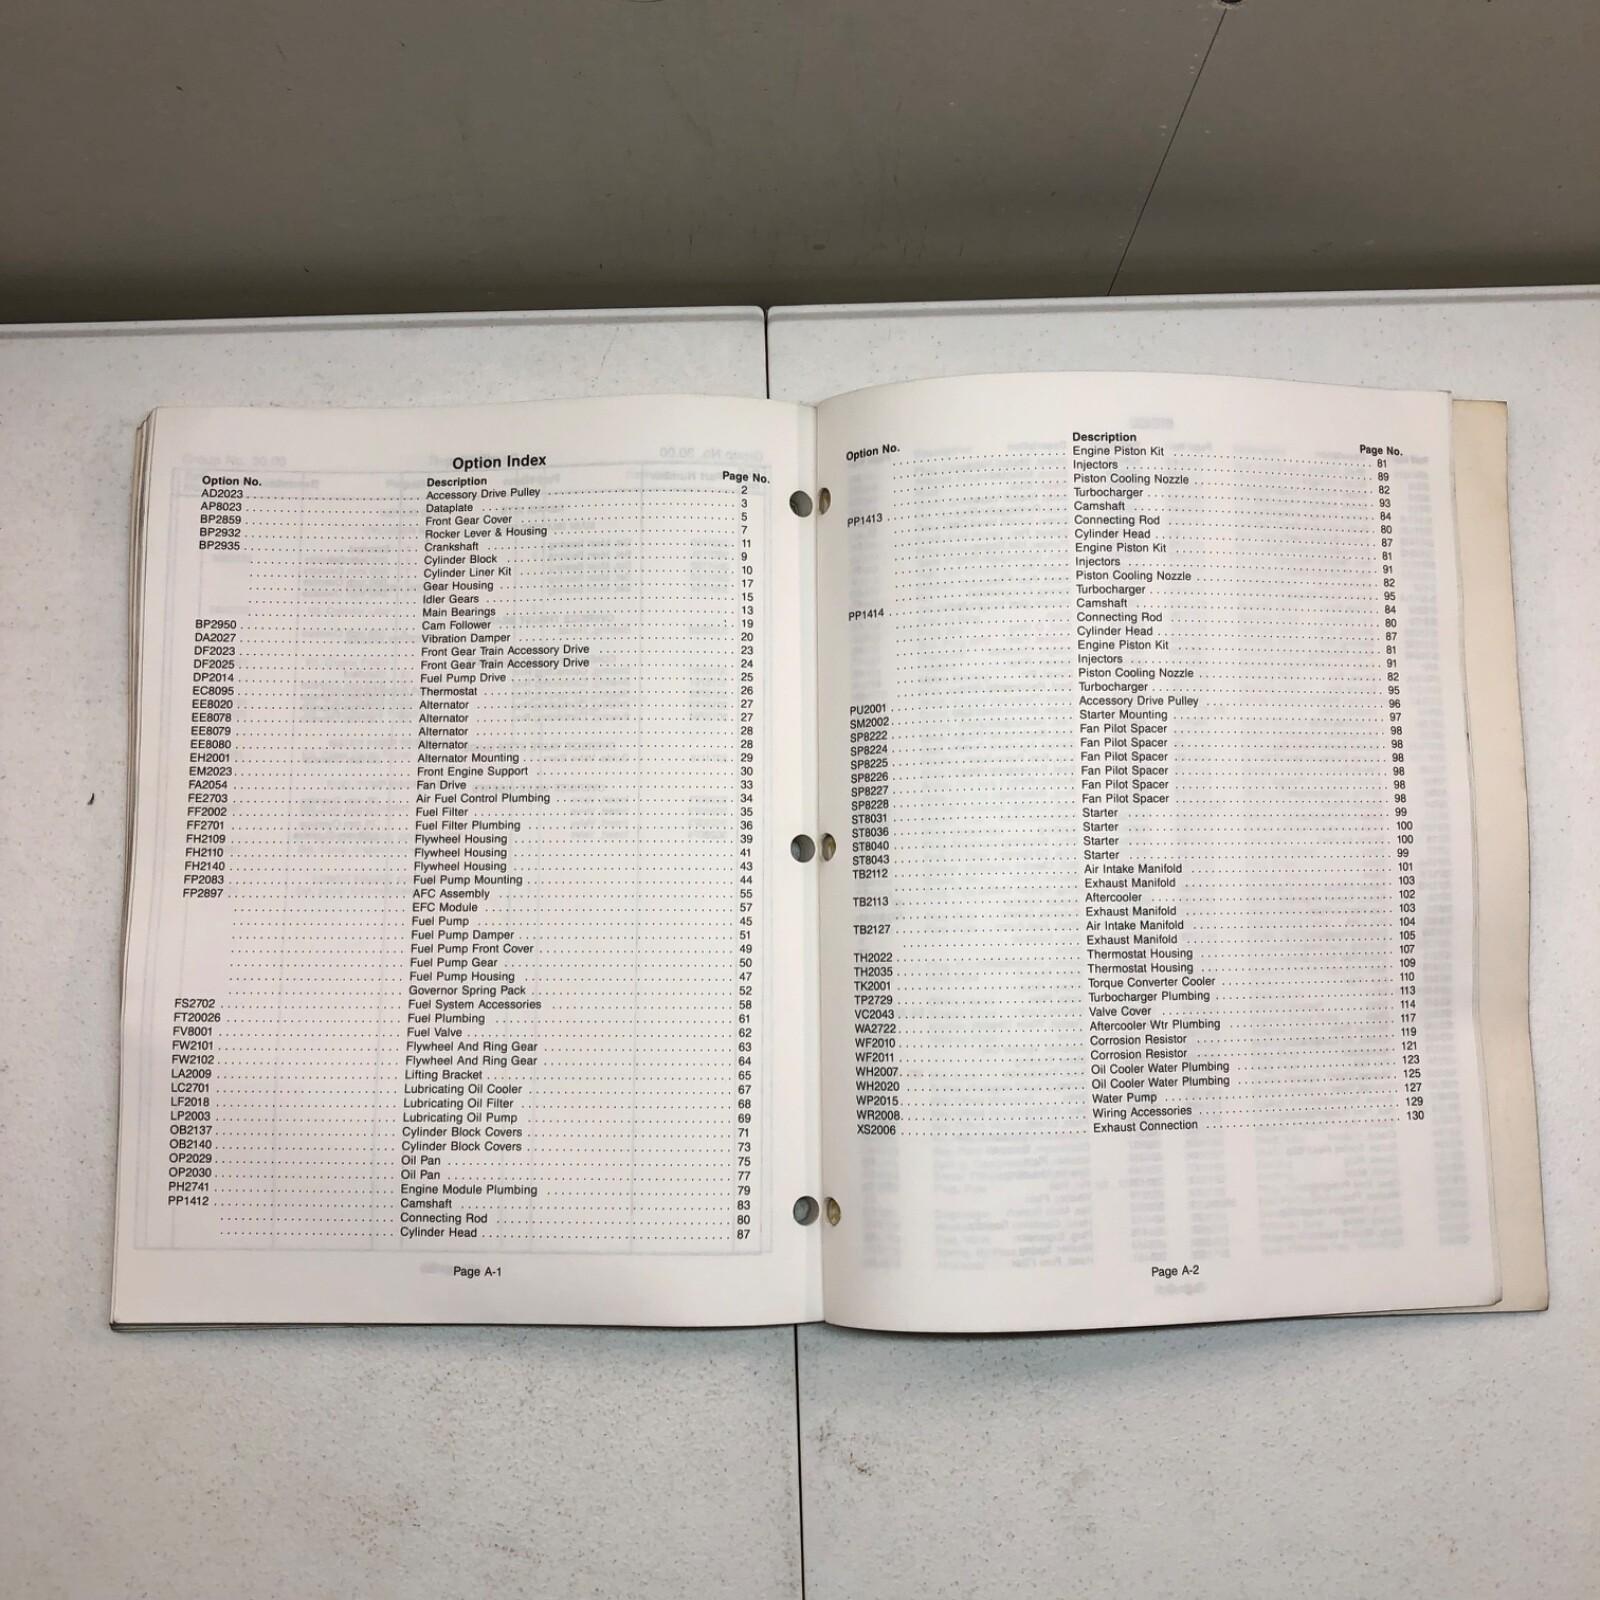 Option Index
Option No. Description Page No.
AD2023 Accessory Drive Pulley 2
AP8023 Dataplate 3
BP2859 Front Gear Cover 5
BP2932 Rocker Lever & Housing 7
BP2935 Crankshaft 11
Cylinder Block 9
Cylinder Liner Kit 10
Gear Housing 17
Idler Gears 15
Main Bearings 13
BP2950 Cam Follower 19
DA2027 Vibration Damper 20
DF2023 Front Gear Train Accessory Drive 23
DF2025 Front Gear Train Accessory Drive 24
DP2014 Fuel Pump Drive 25
EC8095 Thermostat 26
EE8020 Alternator 27
EE8078 Alternator 27
EE8079 Alternator 28
EE8080 Alternator 28
EH2001 Alternator Mounting 29
EM2023 Front Engine Support 30
FA2054 Fan Drive 33
FE2703 Air Fuel Control Plumbing 34
FF2002 Fuel Filter 35
FF2701 Fuel Filter Plumbing 36
FH2109 Flywheel Housing 39
FH2110 Flywheel Housing 41
FH2140 Flywheel Housing 43
FP2083 Fuel Pump Mounting 44
FP2897 AFC Assembly 55
EFC Module 57
Fuel Pump 45
Fuel Pump Damper 51
Fuel Pump Front Cover 49
Fuel Pump Gear 50
Fuel Pump Housing 47
Governor Spring Pack 52
FS2702 Fuel System Accessories 58
FT20026 Fuel Plumbing 61
FV8001 Fuel Valve 62
FW2101 Flywheel And Ring Gear 63
FW2102 Flywheel And Ring Gear 64
LA2009 Lifting Bracket 65
LC2701 Lubricating Oil Cooler 67
LF2018 Lubricating Oil Filter 68
LP2003 Lubricating Oil Pump 69
OB2137 Cylinder Block Covers 71
OB2140 Cylinder Block Covers 73
OP2029 Oil Pan 75
OP2030 Oil Pan 77
PH2741 Engine Module Plumbing 79
PP1412 Camshaft 83
Connecting Rod 80
Cylinder Head 87
Page A-1
Option No. Description Page No.
Engine Piston Kit 81
Injectors 89
Piston Cooling Nozzle 82
Turbocharger 93
PP1413 Camshaft 84
Connecting Rod 80
Cylinder Head 87
Engine Piston Kit 81
Injectors 91
Piston Cooling Nozzle 82
Turbocharger 95
PP1414 Camshaft 84
Connecting Rod 80
Cylinder Head 87
Engine Piston Kit 81
Injectors 91
Piston Cooling Nozzle 82
Turbocharger 95
PU2001 Accessory Drive Pulley 96
SM2002 Starter Mounting 97
SP8222 Fan Pilot Spacer 98
SP8224 Fan Pilot Spacer 98
SP8225 Fan Pilot Spacer 98
SP8226 Fan Pilot Spacer 98
SP8227 Fan Pilot Spacer 98
SP8228 Fan Pilot Spacer 98
ST8031 Starter 99
ST8036 Starter 100
ST8040 Starter 100
ST8043 Starter 99
TB2112 Air Intake Manifold 101
Exhaust Manifold 103
TB2113 Aftercooler 102
Exhaust Manifold 103
TB2127 Air Intake Manifold 104
Exhaust Manifold 105
TH2022 Thermostat Housing 107
TH2035 Thermostat Housing 109
TK2001 Torque Converter Cooler 110
TP2729 Turbocharger Plumbing 113
VC2043 Valve Cover 114
WA2722 Aftercooler Wtr Plumbing 117
WF2010 Corrosion Resistor 119
WF2011 Corrosion Resistor 121
WH2007 Oil Cooler Water Plumbing 123
WH2020 Oil Cooler Water Plumbing 125
WP2015 Water Pump 127
WR2008 Wiring Accessories 129
XS2006 Exhaust Connection 130
Page A-2